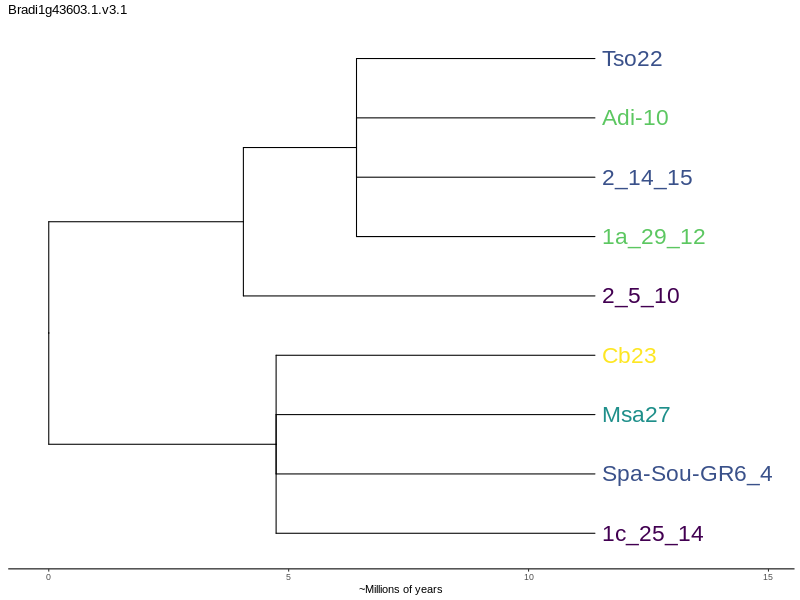 Bradi1g43603.1.v3.1
Tso22
Adi-10
2_14_15
1a_29_12
2_5_10
Cb23
Msa27
Spa-Sou-GR6_4
1c_25_14
0 5 10 15
~Millions of years